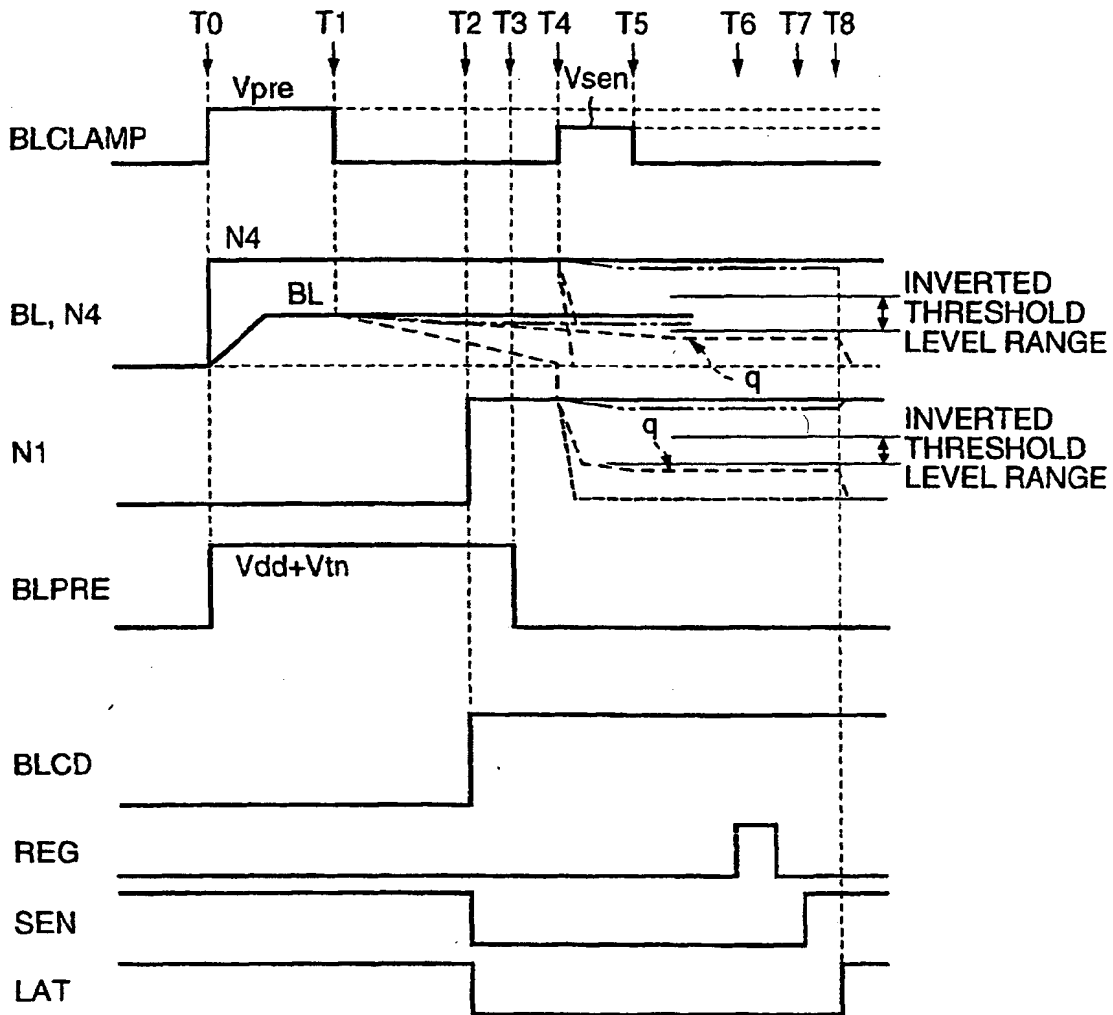 T0 T1 T2 T3 T4 T5 T6 T7 T8
Vpre
Vsen
BLCLAMP
N4
BL
BL, N4
INVERTED
THRESHOLD
LEVEL RANGE
q
N1
q
INVERTED
THRESHOLD
LEVEL RANGE
Vdd+Vtn
BLPRE
BLCD
REG
SEN
LAT